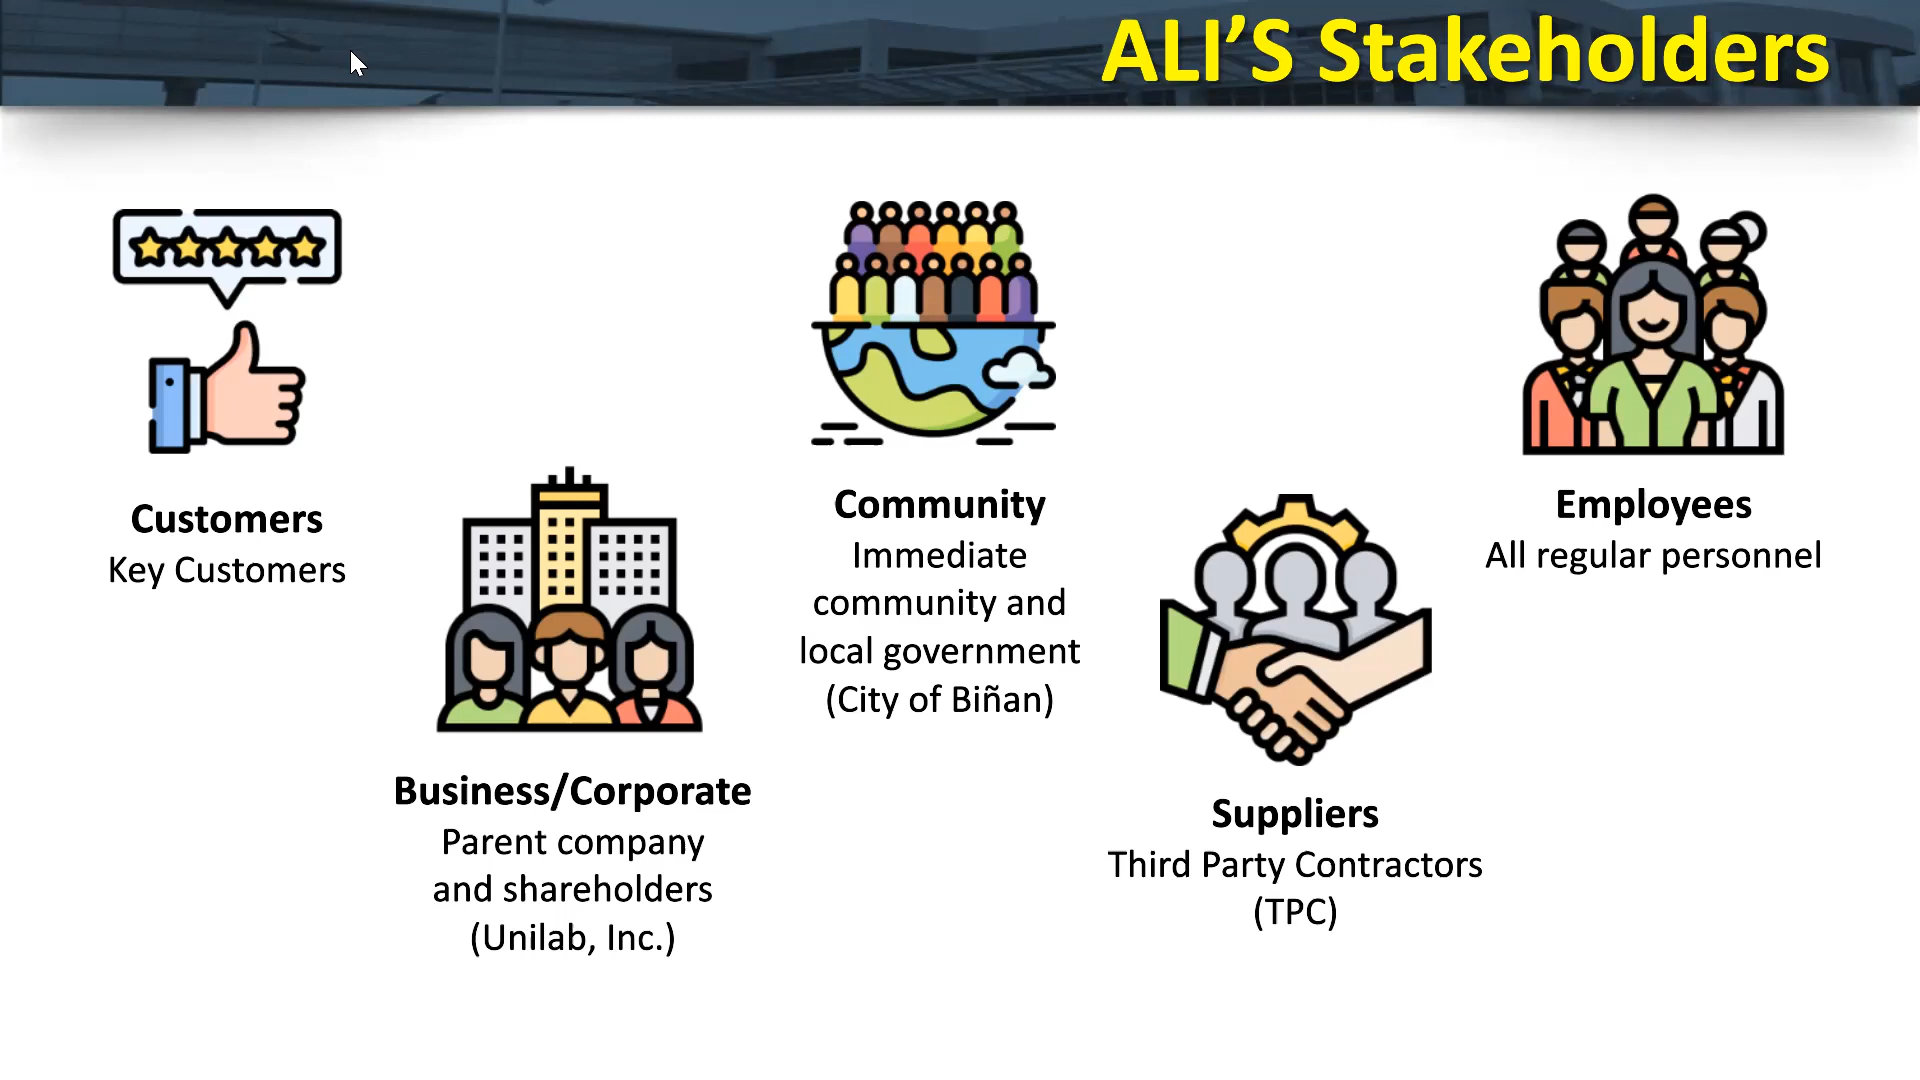 ALI’S Stakeholders
Customers
Key Customers
Business/Corporate
Parent company
and shareholders
(Unilab, Inc.)
Community
Immediate
community and
local government
(City of Biñan)
Suppliers
Third Party Contractors
(TPC)
Employees
All regular personnel